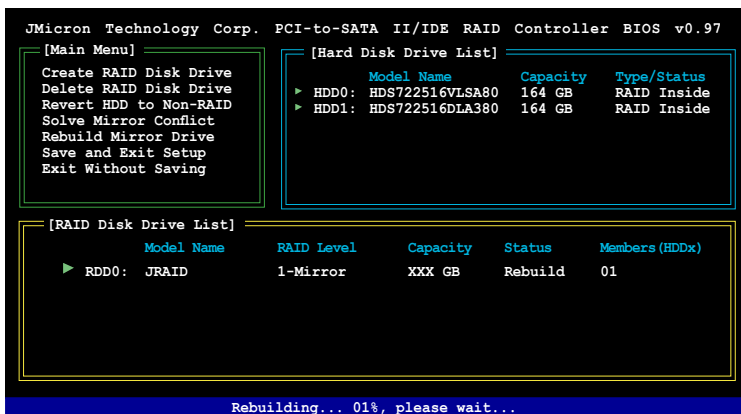 JMicron Technology Corp. PCI-to-SATA II/IDE RAID Controller BIOS v0.97
[Main Menu]
Create RAID Disk Drive
Delete RAID Disk Drive
Revert HDD to Non-RAID
Solve Mirror Conflict
Rebuild Mirror Drive
Save and Exit Setup
Exit Without Saving
[Hard Disk Drive List]
Model Name Capacity Type/Status
HDD0: HDS722516VLSA80 164 GB RAID Inside
HDD1: HDS722516DLA380 164 GB RAID Inside
[RAID Disk Drive List]
Model Name RAID Level Capacity Status Members(HDDx)
RDD0: JRAID 1-Mirror XXX GB Rebuild 01
Rebuilding... 01%, please wait...